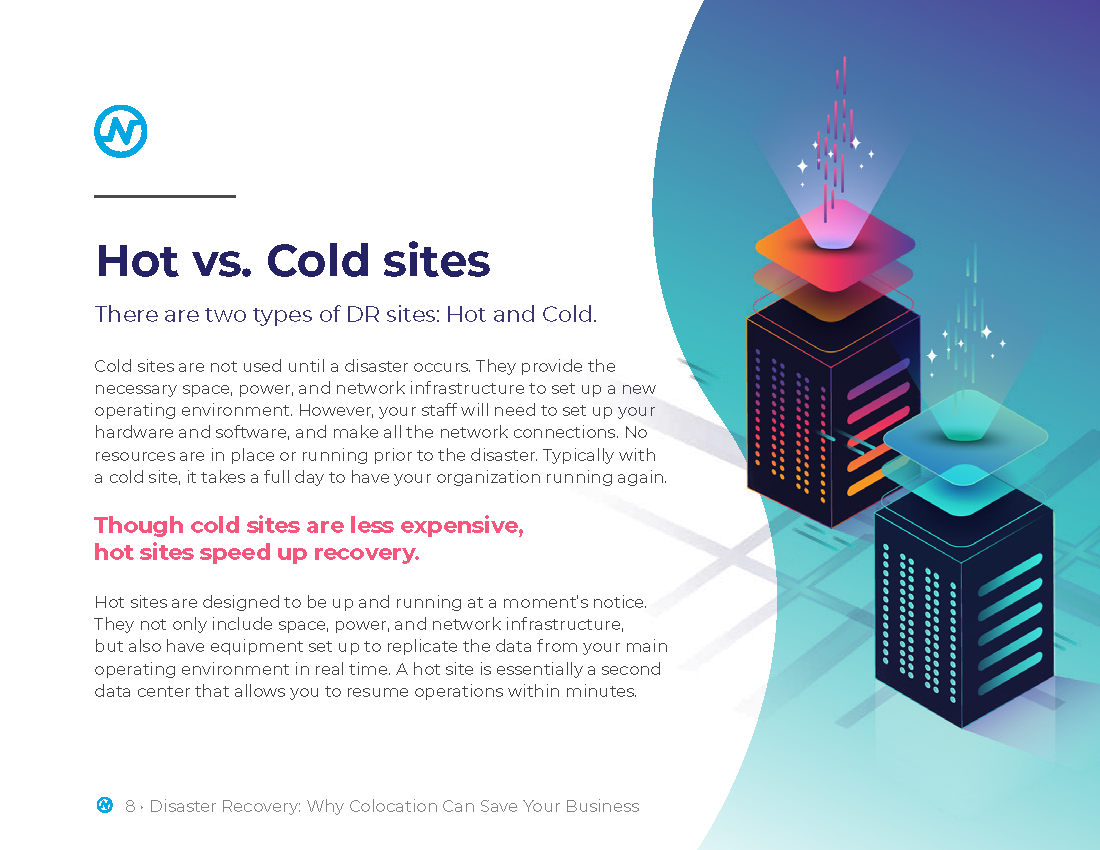 Hot vs. Cold sites
There are two types of DR sites: Hot and Cold.
Cold sites are not used until a disaster occurs. They provide the
necessary space, power, and network infrastructure to set up a new
operating environment. However, your staff will need to set up your
hardware and software, and make all the network connections. No
resources are in place or running prior to the disaster. Typically with
a cold site, it takes a full day to have your organization running again.
Though cold sites are less expensive,
hot sites speed up recovery.
Hot sites are designed to be up and running at a moment's notice.
They not only include space, power, and network infrastructure,
but also have equipment set up to replicate the data from your main
operating environment in real time. A hot site is essentially a second
data center that allows you to resume operations within minutes.
8 · Disaster Recovery: Why Colocation Can Save Your Business